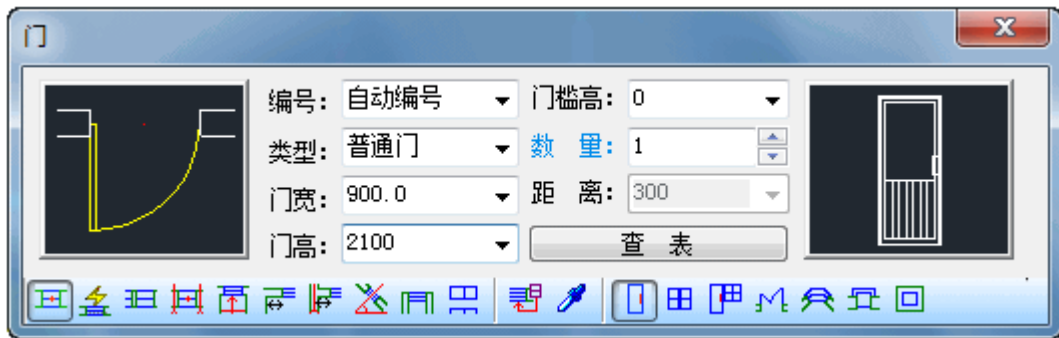 门
编号: 自动编号 门槛高: 0
类型: 普通门 数 量: 1
门宽: 900.0 距 离: 300
门高: 2100 查 表